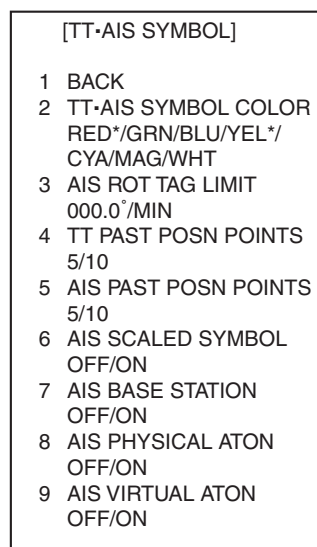 [TT•AIS SYMBOL]
1 BACK
2 TT•AIS SYMBOL COLOR
RED*/GRN/BLU/YEL*/
CYA/MAG/WHT
3 AIS ROT TAG LIMIT
000.0°/MIN
4 TT PAST POSN POINTS
5/10
5 AIS PAST POSN POINTS
5/10
6 AIS SCALED SYMBOL
OFF/ON
7 AIS BASE STATION
OFF/ON
8 AIS PHYSICAL ATON
OFF/ON
9 AIS VIRTUAL ATON
OFF/ON